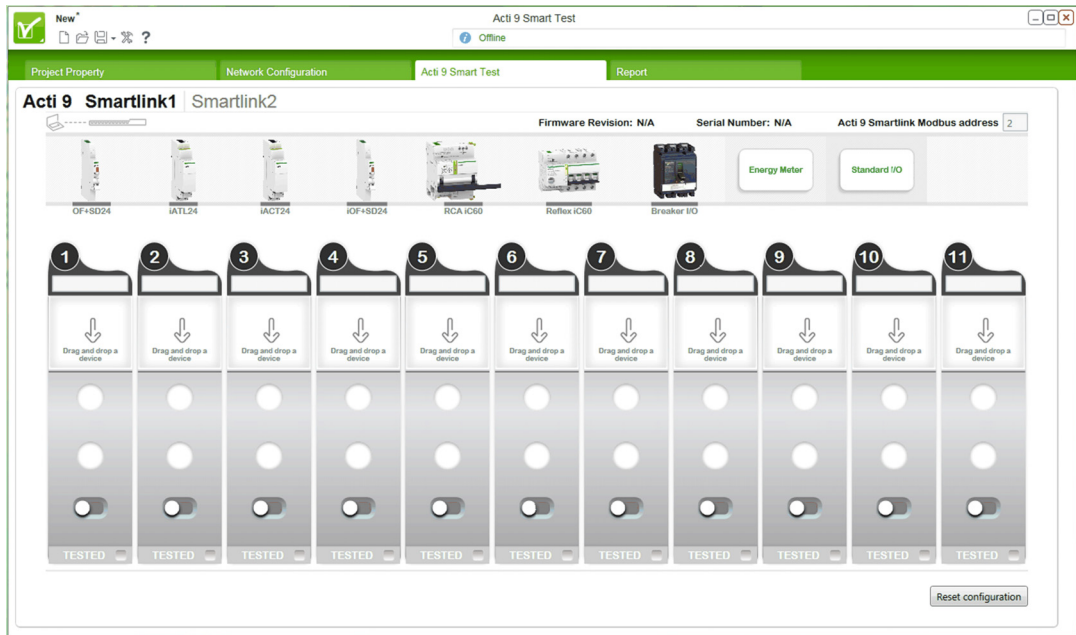 New*
Acti 9 Smart Test
?
Offline
Project Property
Network Configuration
Acti 9 Smart Test
Report
Acti 9 Smartlink1 Smartlink2
Firmware Revision: N/A
Serial Number: N/A
Acti 9 Smartlink Modbus address 2
Energy Meter
Standard I/O
OF+SD24
iATL24
iACT24
iOF+SD24
RCA iC60
Reflex iC60
Breaker I/O
1 2 3 4 5 6 7 8 9 10 11
Drag and drop a device
Drag and drop a device
Drag and drop a device
Drag and drop a device
Drag and drop a device
Drag and drop a device
Drag and drop a device
Drag and drop a device
Drag and drop a device
Drag and drop a device
Drag and drop a device
TESTED TESTED TESTED TESTED TESTED TESTED TESTED TESTED TESTED TESTED TESTED
Reset configuration